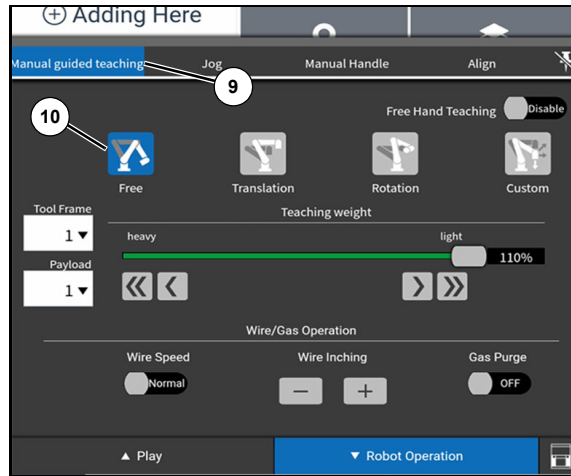 Adding Here
Manual guided teaching
Jog
Manual Handle
Align
9
10
Free Hand Teaching
Disable
Free
Translation
Rotation
Custom
Tool Frame
1
Teaching weight
heavy
light
110%
Payload
1
Wire/Gas Operation
Wire Speed
Wire Inching
Gas Purge
Normal
−
+
OFF
▲ Play
▼ Robot Operation